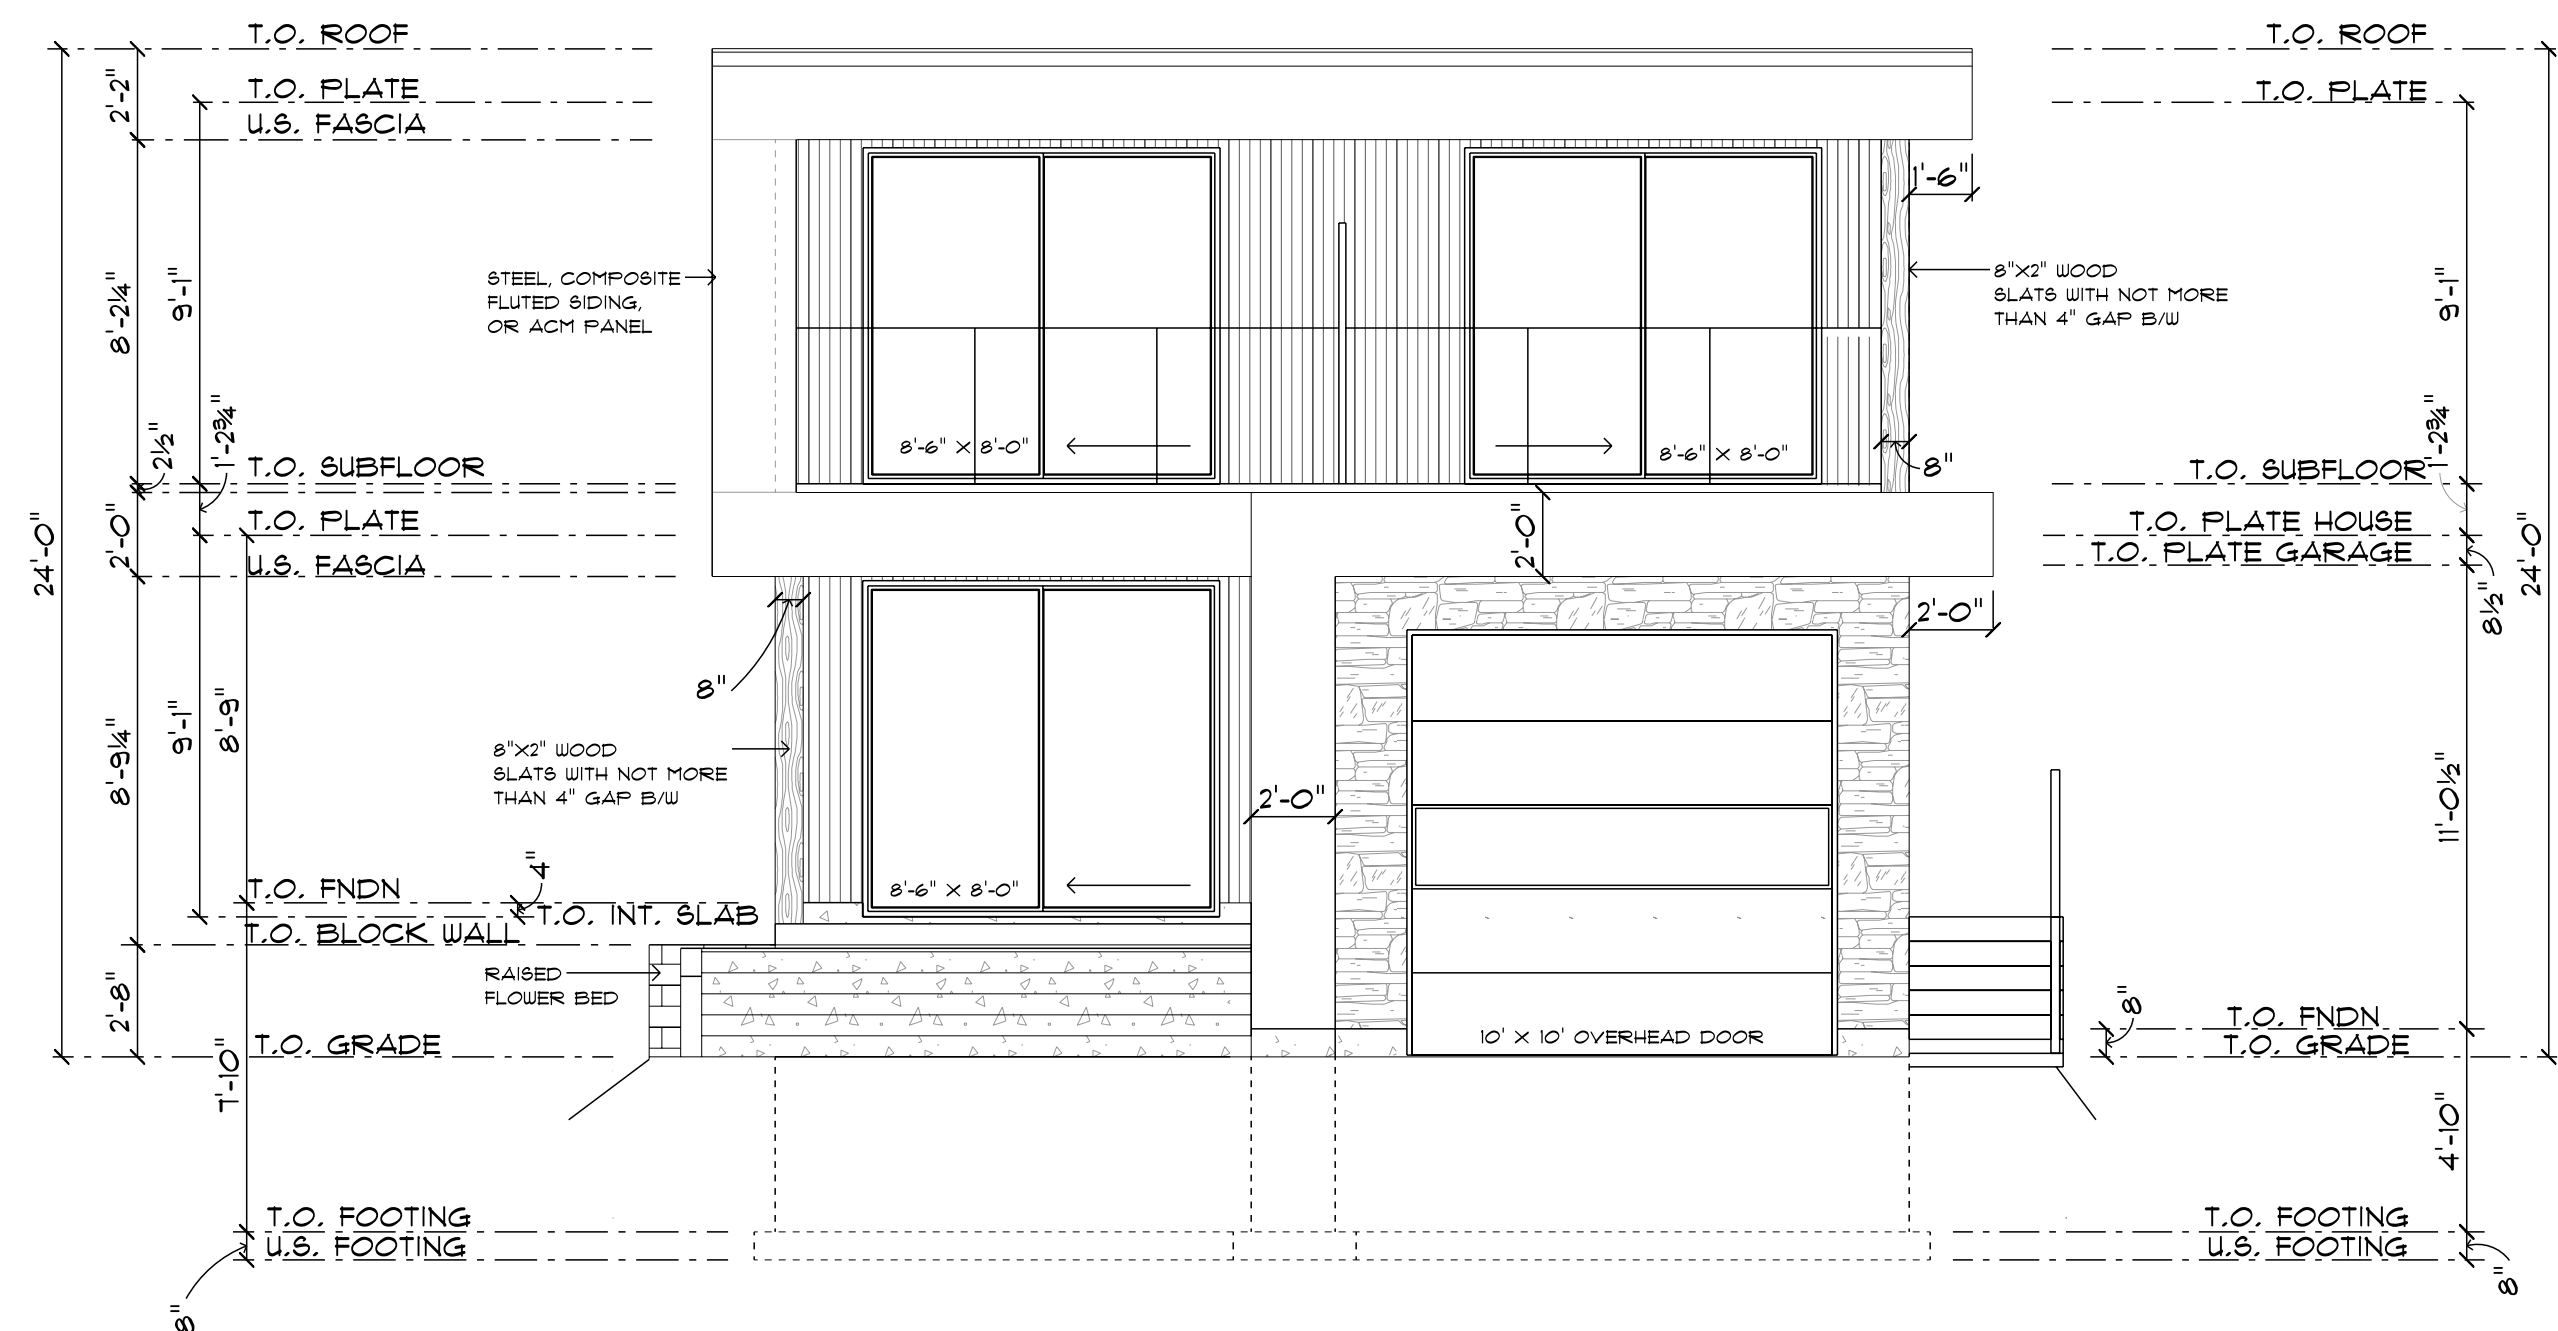 T.O. ROOF
T.O. ROOF
2'-2"
T.O. PLATE
T.O. PLATE
U.S. FASCIA
1'-6"
STEEL, COMPOSITE
FLUTED SIDING,
OR ACM PANEL
8"X2" WOOD
SLATS WITH NOT MORE
THAN 4" GAP B/W
8'-2¼"
9'-1"
9'-1"
2½"
1'-2¾"
1'-2¾"
8'-6" X 8'-0"
8'-6" X 8'-0"
8"
T.O. SUBFLOOR
T.O. SUBFLOOR
24'-0"
2'-0"
T.O. PLATE
2'-0"
T.O. PLATE HOUSE
T.O. PLATE GARAGE
24'-0"
U.S. FASCIA
8½"
2'-0"
8"
8'-9¼"
9'-1"
8'-9"
8"X2" WOOD
SLATS WITH NOT MORE
THAN 4" GAP B/W
2'-0"
11'-0½"
4"
T.O. FNDN
8'-6" X 8'-0"
T.O. INT. SLAB
T.O. BLOCK WALL
RAISED
FLOWER BED
2'-8"
8"
T.O. FNDN
10' X 10' OVERHEAD DOOR
T.O. GRADE
T.O. GRADE
7'-10"
4'-10"
T.O. FOOTING
T.O. FOOTING
U.S. FOOTING
U.S. FOOTING
8"
8"